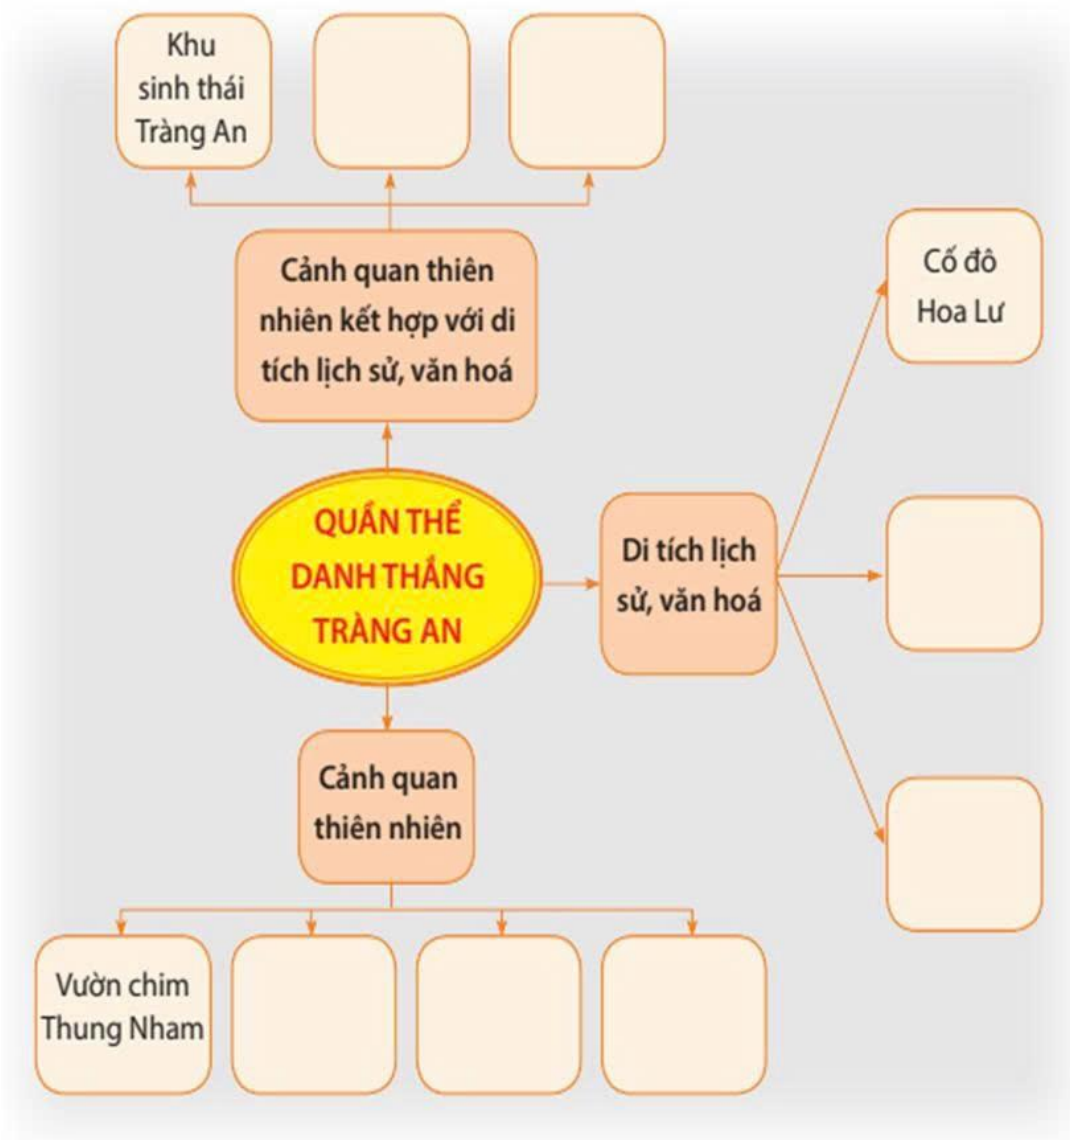 Khu
sinh thái
Tràng An
Cảnh quan thiên
nhiên kết hợp với di
tích lịch sử, văn hoá
Cố đô
Hoa Lư
QUẦN THỂ
DANH THẮNG
TRÀNG AN
Di tích lịch
sử, văn hoá
Cảnh quan
thiên nhiên
Vườn chim
Thung Nham